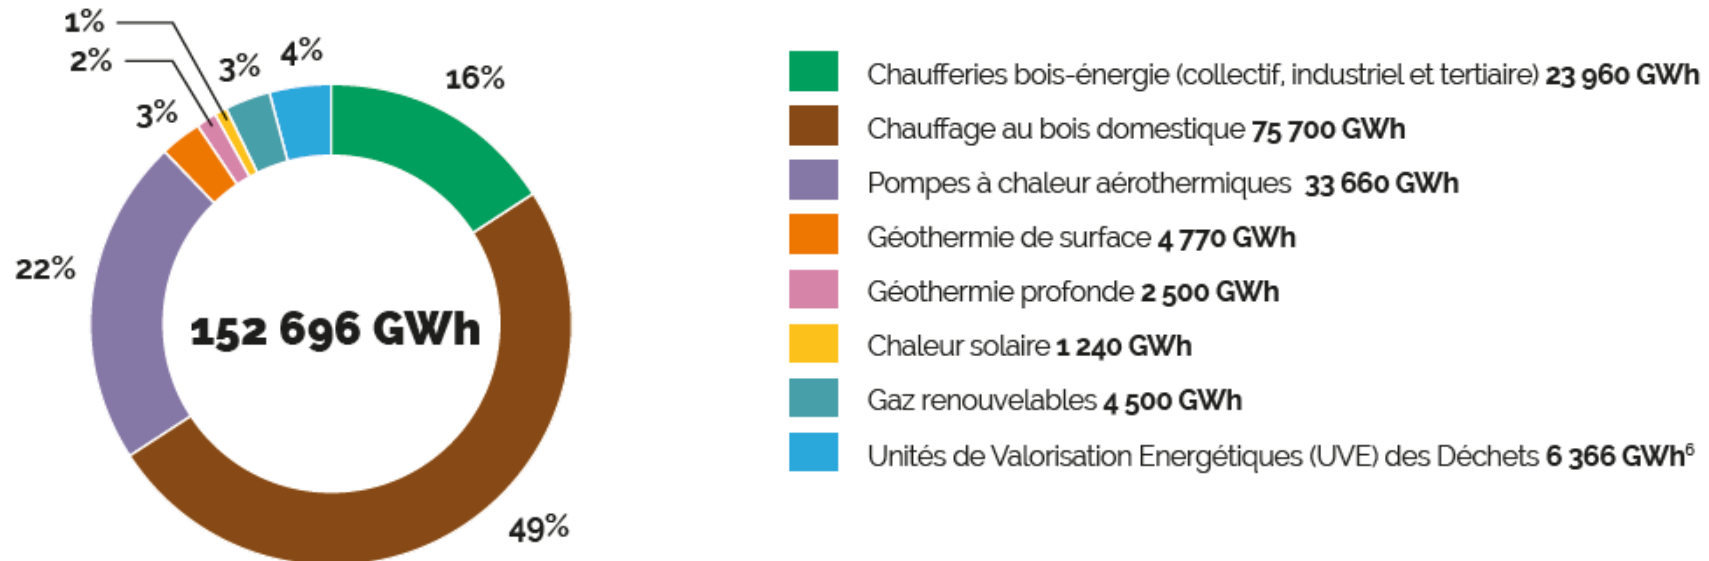 1%
2%
3%
3%
4%
16%
22%
49%
152 696 GWh
Chaufferies bois-énergie (collectif, industriel et tertiaire) 23 960 GWh
Chauffage au bois domestique 75 700 GWh
Pompes à chaleur aérothermiques 33 660 GWh
Géothermie de surface 4 770 GWh
Géothermie profonde 2 500 GWh
Chaleur solaire 1 240 GWh
Gaz renouvelables 4 500 GWh
Unités de Valorisation Energétiques (UVE) des Déchets 6 366 GWh⁶